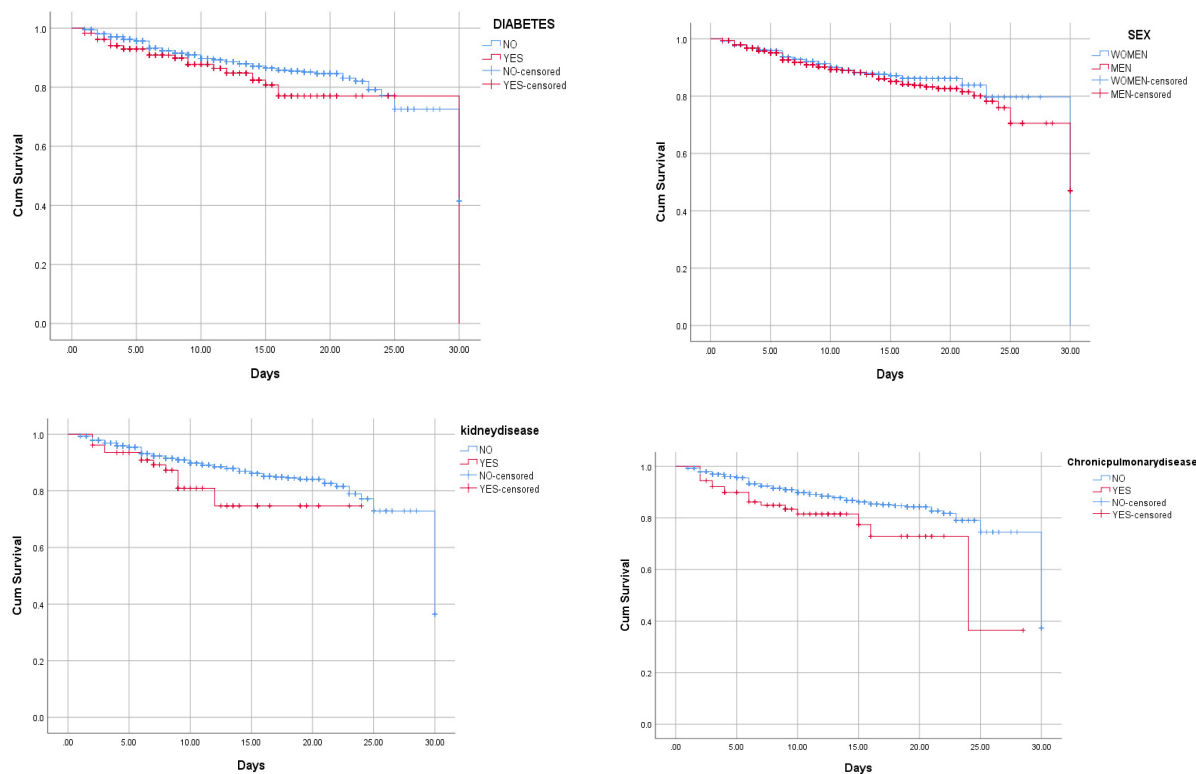 DIABETES
NO
YES
NO-censored
YES-censored
Cum Survival
1.0
0.8
0.6
0.4
0.2
0.0
.00 5.00 10.00 15.00 20.00 25.00 30.00
Days
SEX
WOMEN
MEN
WOMEN-censored
MEN-censored
Cum Survival
1.0
0.8
0.6
0.4
0.2
0.0
.00 5.00 10.00 15.00 20.00 25.00 30.00
Days
kidneydisease
NO
YES
NO-censored
YES-censored
Cum Survival
1.0
0.8
0.6
0.4
0.2
0.0
.00 5.00 10.00 15.00 20.00 25.00 30.00
Days
Chronicpulmonarydisease
NO
YES
NO-censored
YES-censored
Cum Survival
1.0
0.8
0.6
0.4
0.2
0.0
.00 5.00 10.00 15.00 20.00 25.00 30.00
Days